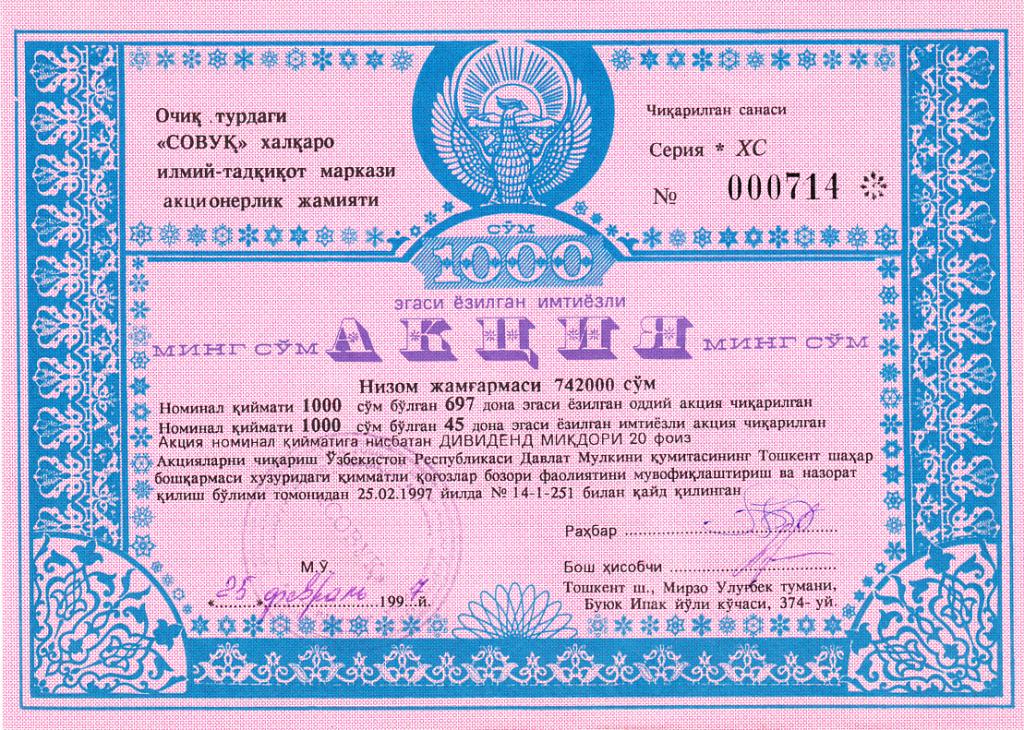 Очиқ турдаги
«СОВУҚ» халқаро
илмий-тадқиқот маркази
акционерлик жамияти
Чиқарилган санаси
Серия * ХС
№ 000714
СЎМ
1000
эгаси ёзилган имтиёзли
МИНГ СЎМ АКЦИЯ МИНГ СЎМ
Низом жамғармаси 742000 сўм
Номинал қиймати 1000 сўм бўлган 697 дона эгаси ёзилган оддий акция чиқарилган
Номинал қиймати 1000 сўм бўлган 45 дона эгаси ёзилган имтиёзли акция чиқарилган
Акция номинал қийматига нисбатан ДИВИДЕНД МИҚДОРИ 20 фоиз
Акцияларни чиқариш Ўзбекистон Республикаси Давлат Мулкини қумитасининг Тошкент шаҳар
бошқармаси хузуридаги қимматли қоғозлар бозори фаолиятини мувофиқлаштириш ва назорат
қилиш бўлими томонидан 25.02.1997 йилда № 14-1-251 билан қайд қилинган
СОВУҚ
Раҳбар
Бош ҳисобчи
М.Ў.
«25» февраль 1997й.
Тошкент ш., Мирзо Улуғбек тумани,
Буюк Ипак йўли кўчаси, 374- уй.